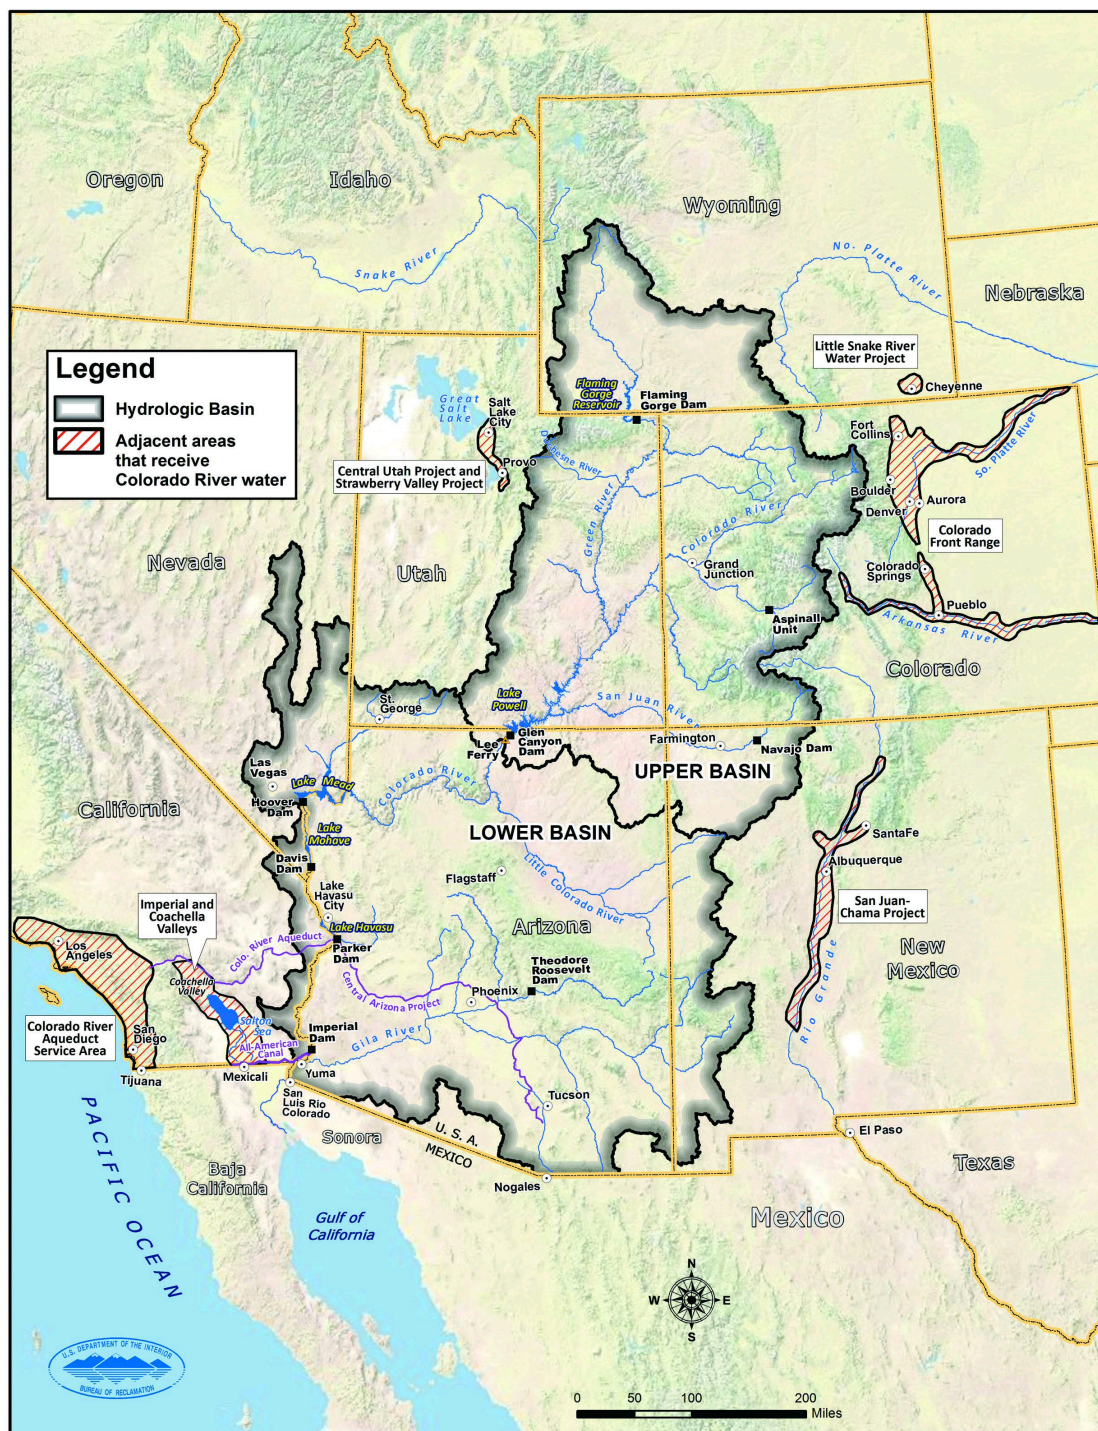 Oregon
Idaho
Wyoming
Snake River
No. Platte River
Nebraska
Legend
Hydrologic Basin
Adjacent areas
that receive
Colorado River water
Little Snake River
Water Project
Cheyenne
Flaming
Gorge
Reservoir
Flaming
Gorge Dam
Great
Salt
Lake
Salt
Lake
City
Provo
Central Utah Project and
Strawberry Valley Project
Duchesne River
Fort
Collins
So. Platte River
Boulder
Denver
Aurora
Colorado
Front Range
Green River
Colorado River
Grand
Junction
Colorado
Springs
Pueblo
Arkansas River
Aspinall
Unit
Nevada
Utah
Colorado
St.
George
Lake
Powell
San Juan River
Glen
Canyon
Dam
Lee
Ferry
Farmington
Navajo Dam
UPPER BASIN
Las
Vegas
Lake Mead
Hoover
Dam
Colorado River
California
Lake
Mohave
LOWER BASIN
Davis
Dam
Flagstaff
Little Colorado River
SantaFe
Albuquerque
San Juan-
Chama Project
Lake
Havasu
City
Lake Havasu
Arizona
New
Mexico
Imperial and
Coachella
Valleys
Los
Angeles
Colo. River Aqueduct
Parker
Dam
Central Arizona Project
Theodore
Roosevelt
Dam
Phoenix
Coachella
Valley
Salton
Sea
Colorado River
Aqueduct
Service Area
San
Diego
All-American
Canal
Imperial
Dam
Gila River
Rio Grande
Tijuana
Mexicali
Yuma
San
Luis Rio
Colorado
Tucson
Sonora
U. S. A.
MEXICO
El Paso
Texas
Baja
California
Nogales
PACIFIC OCEAN
Gulf of
California
Mexico
N
W E
S
U.S. DEPARTMENT OF THE INTERIOR
BUREAU OF RECLAMATION
0 50 100 200
Miles